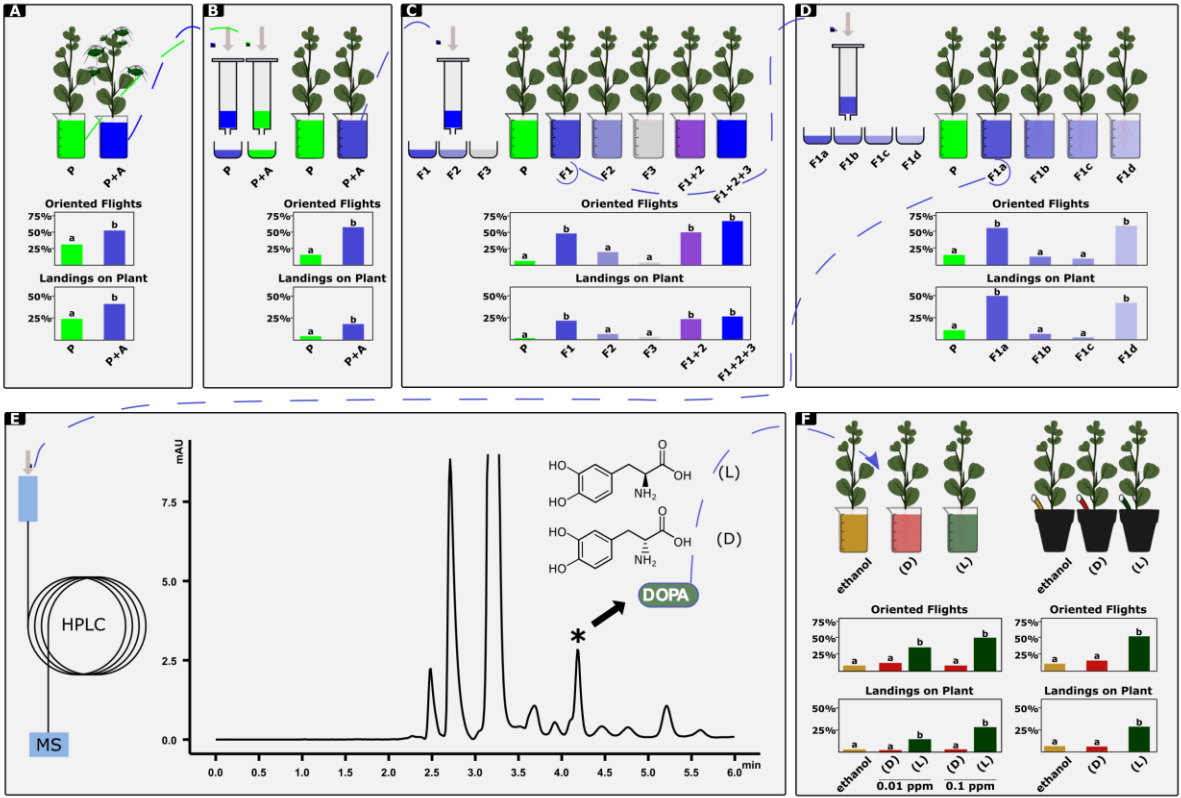 A
P
P+A
Oriented Flights
75%
50%
25%
a
b
Landings on Plant
50%
25%
a
b
P
P+A
B
P
P+A
P
P+A
Oriented Flights
75%
50%
25%
a
b
Landings on Plant
50%
25%
a
b
P
P+A
C
F1
F2
F3
P
F1
F2
F3
F1+2
F1+2+3
Oriented Flights
75%
50%
25%
a
b
a
a
b
b
Landings on Plant
50%
25%
a
b
a
a
b
b
P
F1
F2
F3
F1+2
F1+2+3
D
F1a
F1b
F1c
F1d
P
F1a
F1b
F1c
F1d
Oriented Flights
75%
50%
25%
a
b
a
a
b
Landings on Plant
50%
25%
a
b
a
a
b
P
F1a
F1b
F1c
F1d
E
HPLC
MS
mAU
7.5
5.0
2.5
0.0
0.0 0.5 1.0 1.5 2.0 2.5 3.0 3.5 4.0 4.5 5.0 5.5 6.0 min
HO
HO
O
OH
NH2
(L)
HO
HO
O
OH
NH2
(D)
DOPA
*
F
ethanol
(D)
(L)
ethanol
(D)
(L)
Oriented Flights
75%
50%
25%
a
a
b
a
b
Landings on Plant
50%
25%
a
a
b
a
b
ethanol
(D)
(L)
(D)
(L)
0.01 ppm
0.1 ppm
Oriented Flights
75%
50%
25%
a
a
b
Landings on Plant
50%
25%
a
a
b
ethanol
(D)
(L)